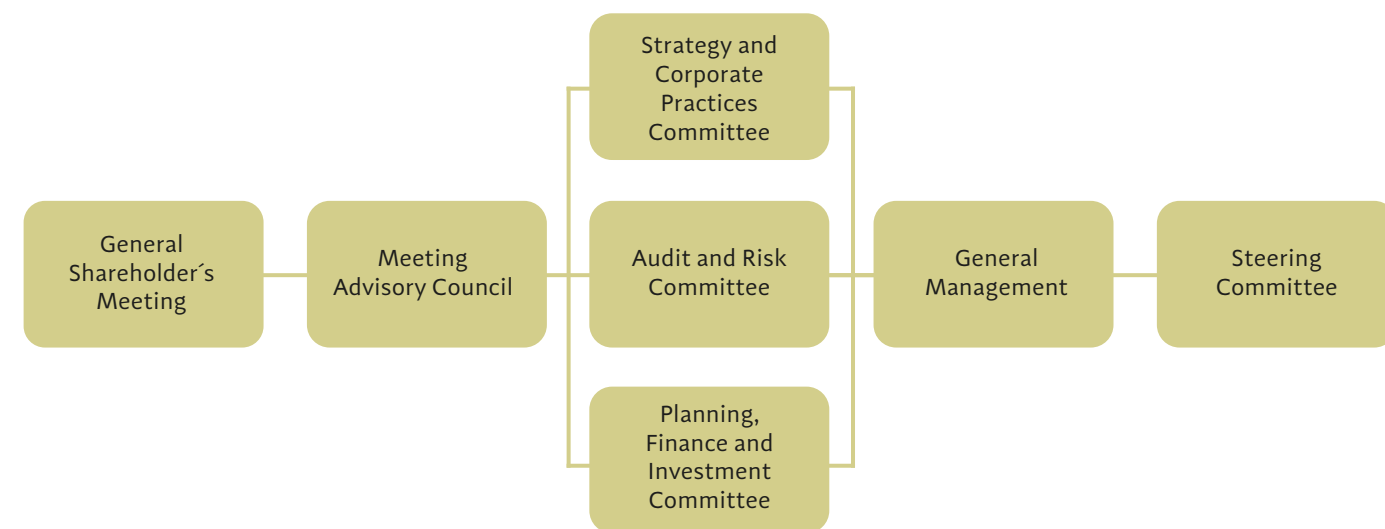 General
Shareholder´s
Meeting
Meeting
Advisory Council
Strategy and
Corporate
Practices
Committee
Audit and Risk
Committee
Planning,
Finance and
Investment
Committee
General
Management
Steering
Committee